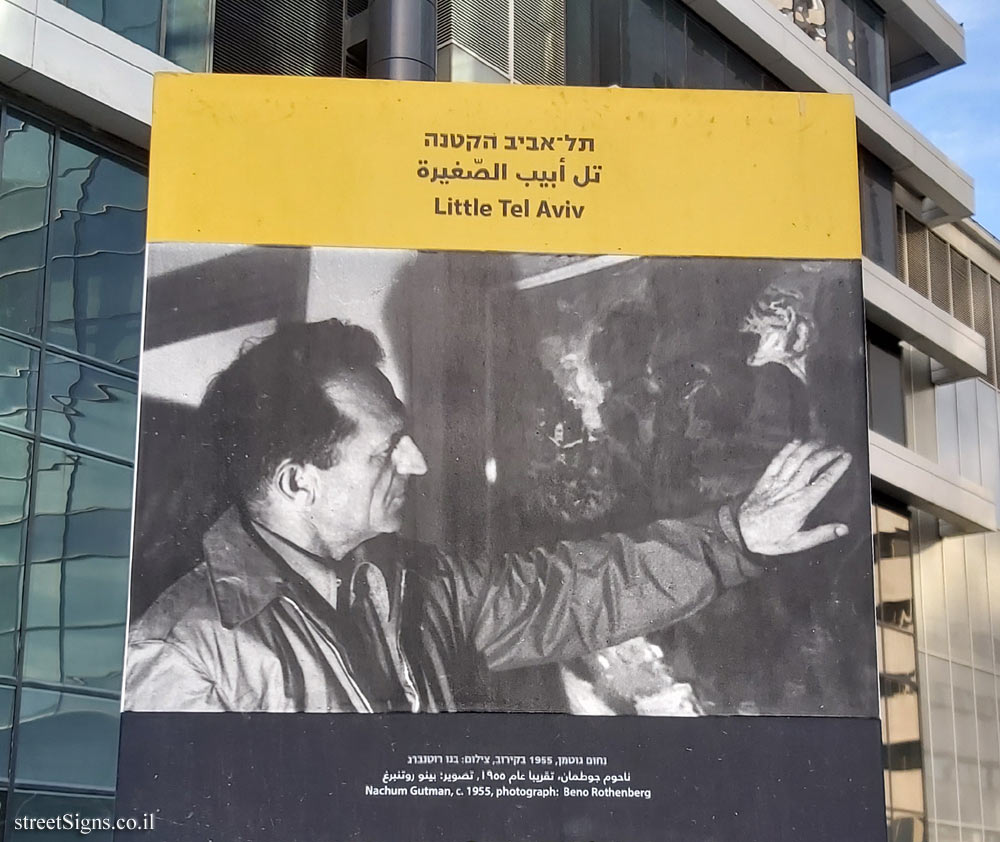 תל-אביב הקטנה
تل أبيب الصّغيرة
Little Tel Aviv
נחום גוטמן, 1955 בקירוב, צילום: בנו רוטנברג
ناحوم جوطمان، تقريبا عام ١٩٥٥, تصوير: بينو روتنبرغ
Nachum Gutman, c. 1955, photograph: Beno Rothenberg
streetSigns.co.il